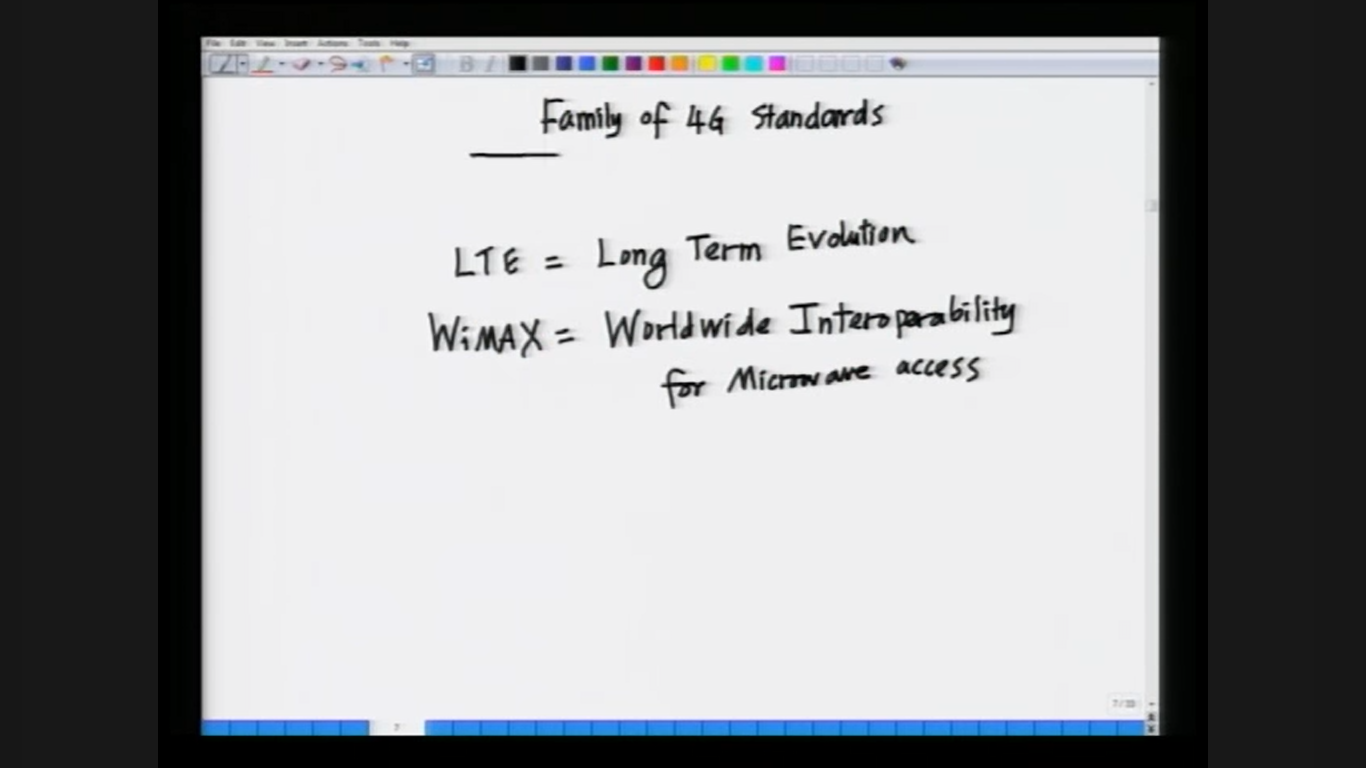 File Edit View Insert Actions Tools Help
B I
Family of 4G Standards
LTE = Long Term Evolution
WiMAX = Worldwide Interoperability
for Microwave access
7